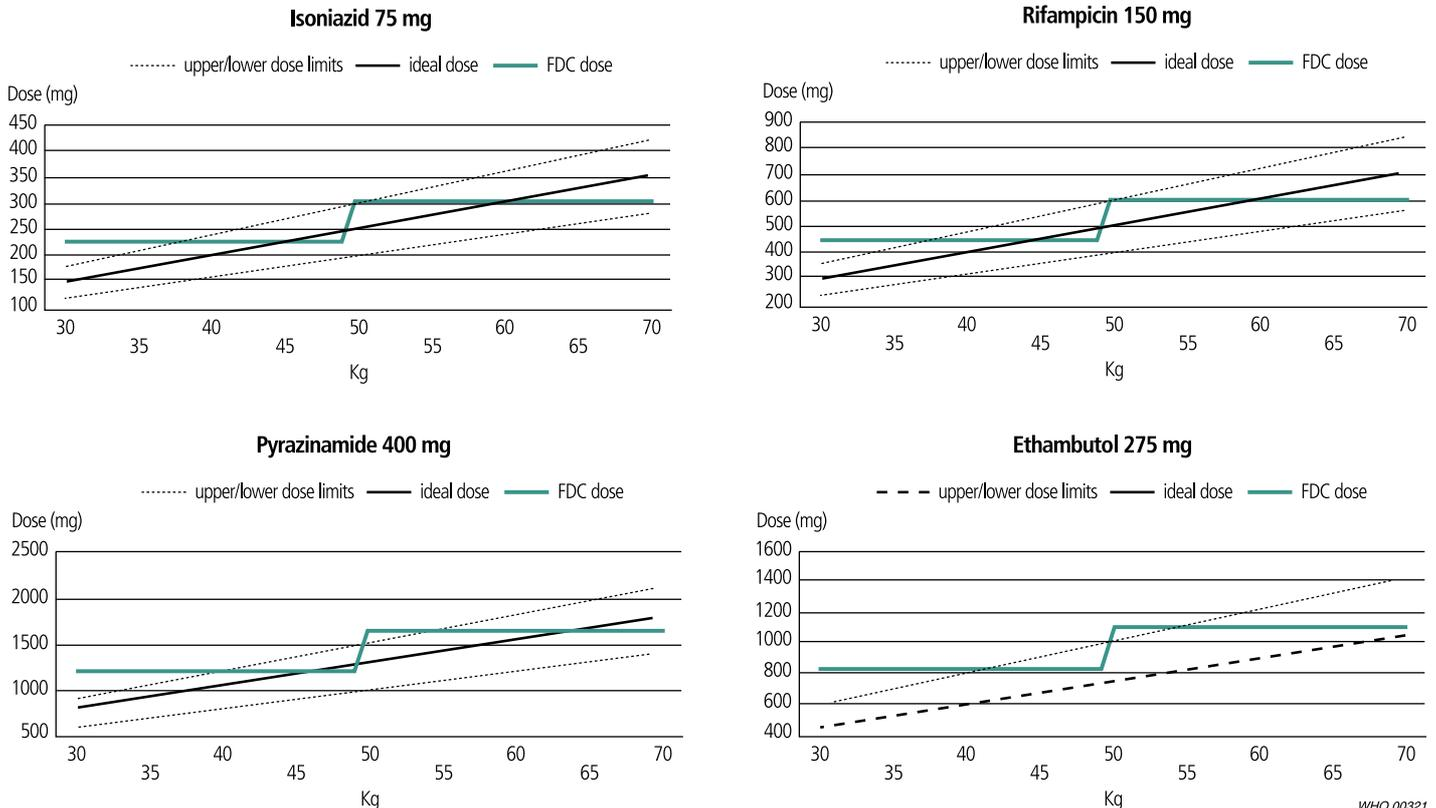 Isoniazid 75 mg
upper/lower dose limits ideal dose FDC dose
Dose (mg)
450
400
350
300
250
200
150
100
30 40 50 60 70
35 45 55 65
Kg
Rifampicin 150 mg
upper/lower dose limits ideal dose FDC dose
Dose (mg)
900
800
700
600
500
400
300
200
30 40 50 60 70
35 45 55 65
Kg
Pyrazinamide 400 mg
upper/lower dose limits ideal dose FDC dose
Dose (mg)
2500
2000
1500
1000
500
30 40 50 60 70
35 45 55 65
Kg
Ethambutol 275 mg
upper/lower dose limits ideal dose FDC dose
Dose (mg)
1600
1400
1200
1000
800
600
400
30 40 50 60 70
35 45 55 65
Kg
WHO 00321